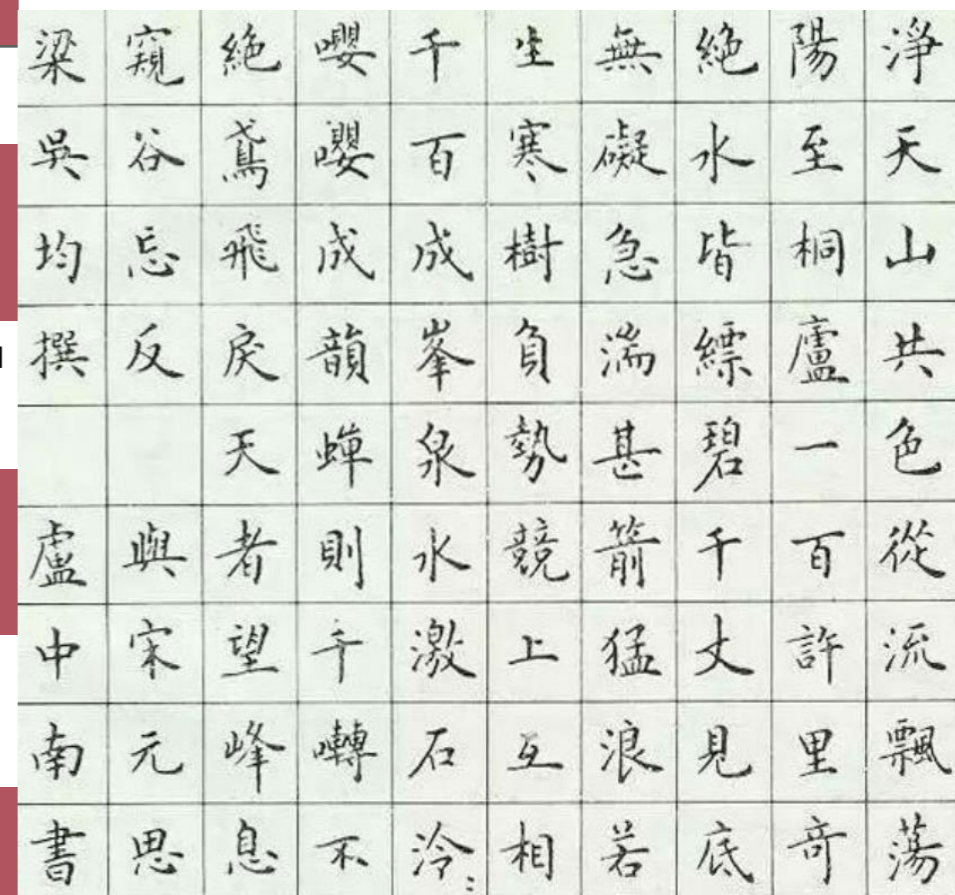 淨天山共色從流飄蕩
陽至桐廬一百許里奇
絶水皆縹碧千丈見底
無礙急湍甚箭猛浪若
生寒樹負勢競上互相
千百成峯泉水激石泠〻
嚶嚶成韻蟬則千囀不
絶鳶飛戾天者望峰息
窺谷忘反 與宋元思
梁吳均撰 盧中南書